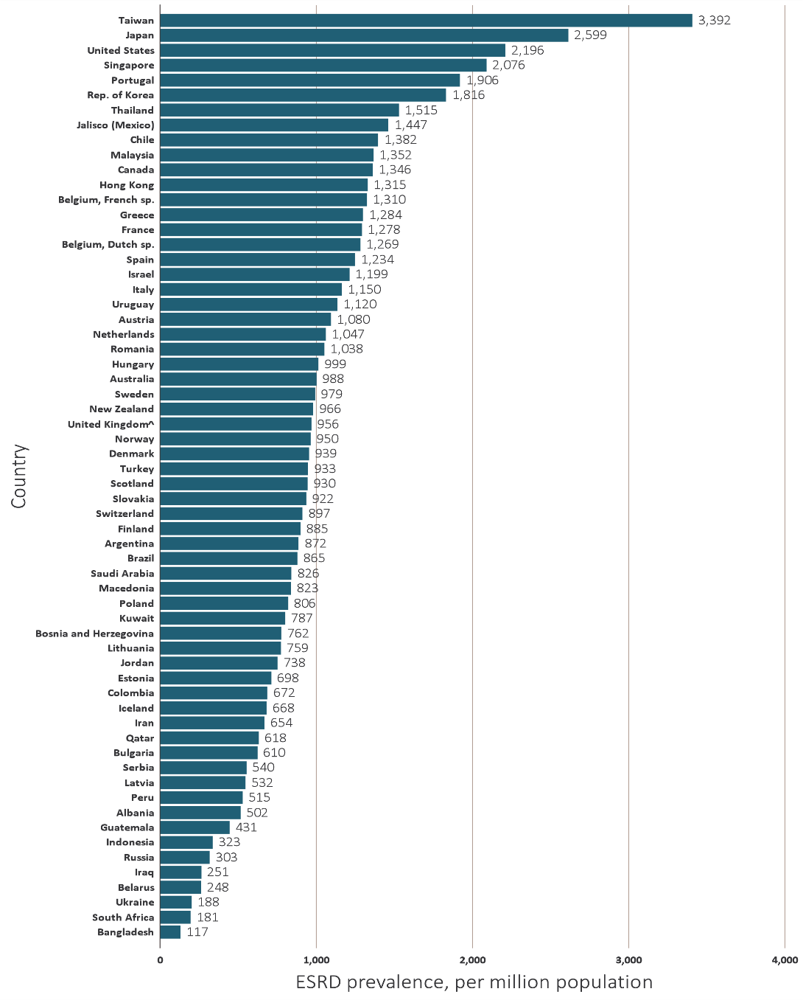 Taiwan 3,392
Japan 2,599
United States 2,196
Singapore 2,076
Portugal 1,906
Rep. of Korea 1,816
Thailand 1,515
Jalisco (Mexico) 1,447
Chile 1,382
Malaysia 1,352
Canada 1,346
Hong Kong 1,315
Belgium, French sp. 1,310
Greece 1,284
France 1,278
Belgium, Dutch sp. 1,269
Spain 1,234
Israel 1,199
Italy 1,150
Uruguay 1,120
Austria 1,080
Netherlands 1,047
Romania 1,038
Hungary 999
Australia 988
Sweden 979
New Zealand 966
United Kingdom^ 956
Norway 950
Denmark 939
Turkey 933
Scotland 930
Slovakia 922
Switzerland 897
Finland 885
Argentina 872
Brazil 865
Saudi Arabia 826
Macedonia 823
Poland 806
Kuwait 787
Bosnia and Herzegovina 762
Lithuania 759
Jordan 738
Estonia 698
Colombia 672
Iceland 668
Iran 654
Qatar 618
Bulgaria 610
Serbia 540
Latvia 532
Peru 515
Albania 502
Guatemala 431
Indonesia 323
Russia 303
Iraq 251
Belarus 248
Ukraine 188
South Africa 181
Bangladesh 117
Country
0 1,000 2,000 3,000 4,000
ESRD prevalence, per million population